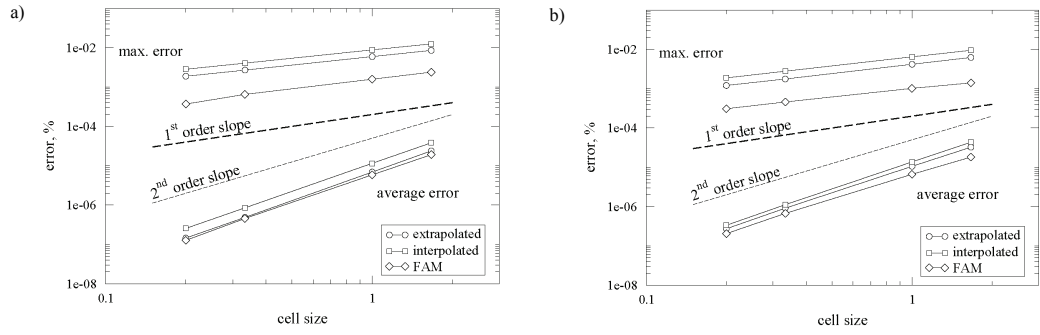 a)
1e-02
max. error
1e-04
1st order slope
error, %
2nd order slope
1e-06
average error
extrapolated
interpolated
FAM
1e-08
0.1
1
cell size
b)
1e-02
max. error
1e-04
1st order slope
error, %
2nd order slope
1e-06
average error
extrapolated
interpolated
FAM
1e-08
0.1
1
cell size